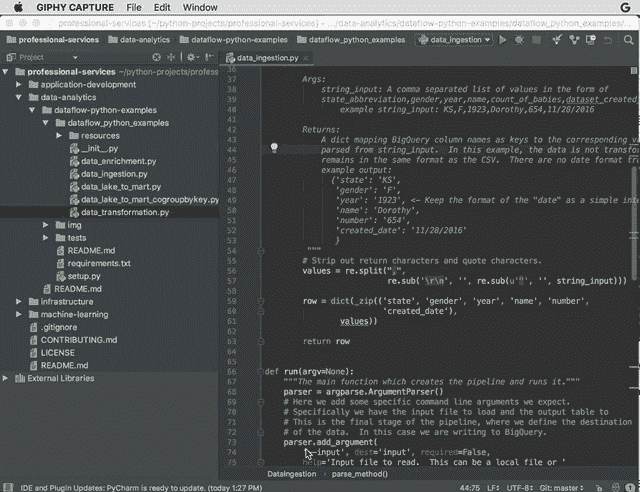 GIPHY CAPTURE File Edit Window
professional-services [~/python-projects/professional-services] - .../data-analytics/dataflow-python-examples/dataflow_python_examples/
professional-services data-analytics dataflow-python-examples dataflow_python_examples data_ingestion
Project
data_ingestion.py
professional-services ~/python-projects/profess
application-development
data-analytics
dataflow-python-examples
dataflow_python_examples
resources
__init__.py
data_enrichment.py
data_ingestion.py
data_lake_to_mart.py
data_lake_to_mart_cogroupbykey.py
data_transformation.py
img
tests
README.md
requirements.txt
setup.py
README.md
infrastructure
machine-learning
.gitignore
CONTRIBUTING.md
LICENSE
README.md
External Libraries
36
37 Args:
38 string_input: A comma separated list of values in the form of
39 state_abbreviation,gender,year,name,count_of_babies,dataset_created
40 example string_input: KS,F,1923,Dorothy,654,11/28/2016
41
42 Returns:
43 A dict mapping BigQuery column names as keys to the corresponding v
44 parsed from string_input. In this example, the data is not transfor
45 remains in the same format as the CSV. There are no date format tr
46 example output:
47 {'state': 'KS',
48 'gender': 'F',
49 'year': '1923', <- Keep the format of the "date" as a simple int
50 'name': 'Dorothy',
51 'number': '654',
52 'created_date': '11/28/2016'
53 }
54 """
55 # Strip out return characters and quote characters.
56 values = re.split(",",
57 re.sub('\r\n', '', re.sub(u'"', '', string_input)))
58
59 row = dict(zip(('state', 'gender', 'year', 'name', 'number',
60 'created_date'),
61 values))
62
63 return row
64
65
66 def run(argv=None):
67 """The main function which creates the pipeline and runs it."""
68 parser = argparse.ArgumentParser()
69 # Here we add some specific command line arguments we expect.
70 # Specifically we have the input file to load and the output table to
71 # This is the final stage of the pipeline, where we define the destination
72 # of the data. In this case we are writing to BigQuery.
73 parser.add_argument(
74 '--input', dest='input', required=False,
75 help='Input file to read. This can be a local file or '
DataIngestion parse_method()
IDE and Plugin Updates: PyCharm is ready to update. (today 1:27 PM) 44:75 LF UTF-8 Git: master